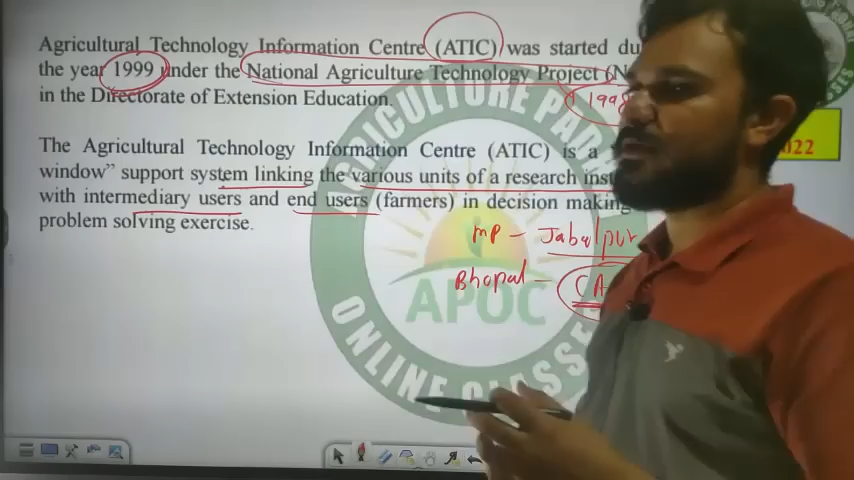 Agricultural Technology Information Centre (ATIC) was started du
the year 1999 under the National Agriculture Technology Project (N
in the Directorate of Extension Education.
1998
The Agricultural Technology Information Centre (ATIC) is a
window” support system linking the various units of a research inst
with intermediary users and end users (farmers) in decision making
problem solving exercise.
MP - Jabalpur
Bhopal - CA
2022
AGRICULTURE
APOC
ONLINE CLASSES